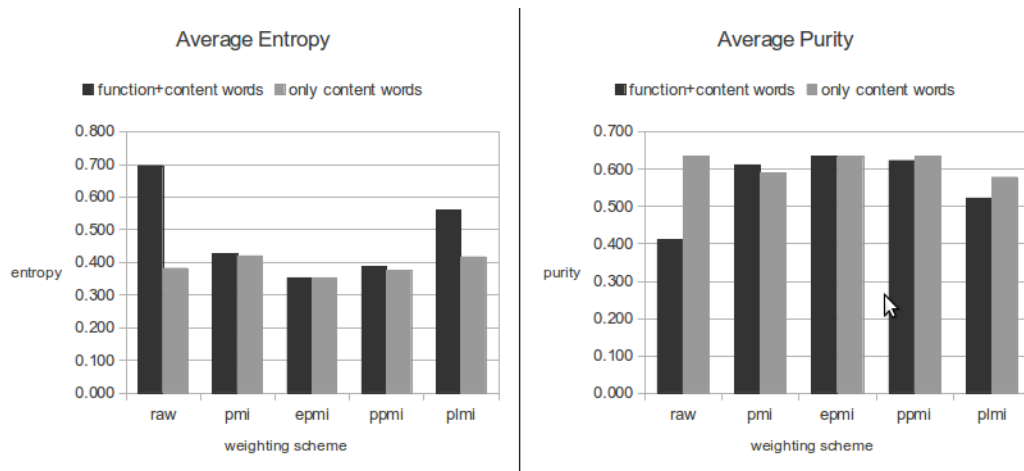 Average Entropy
function+content words only content words
0.800
0.700
0.600
0.500
0.400
0.300
0.200
0.100
0.000
entropy
raw pmi epmi ppmi plmi
weighting scheme
Average Purity
function+content words only content words
0.700
0.600
0.500
0.400
0.300
0.200
0.100
0.000
purity
raw pmi epmi ppmi plmi
weighting scheme